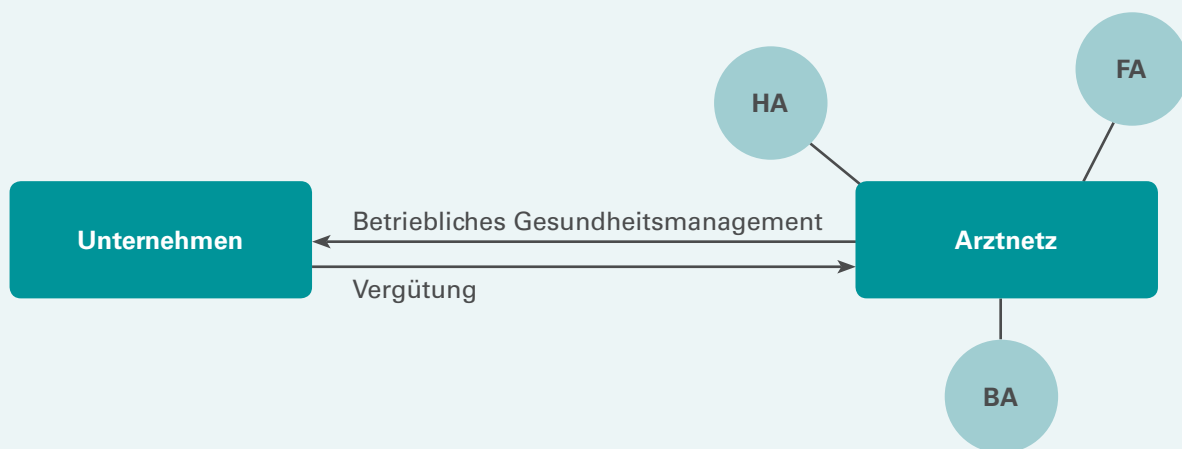 FA
HA
Betriebliches Gesundheitsmanagement
Unternehmen
Arztnetz
Vergütung
BA